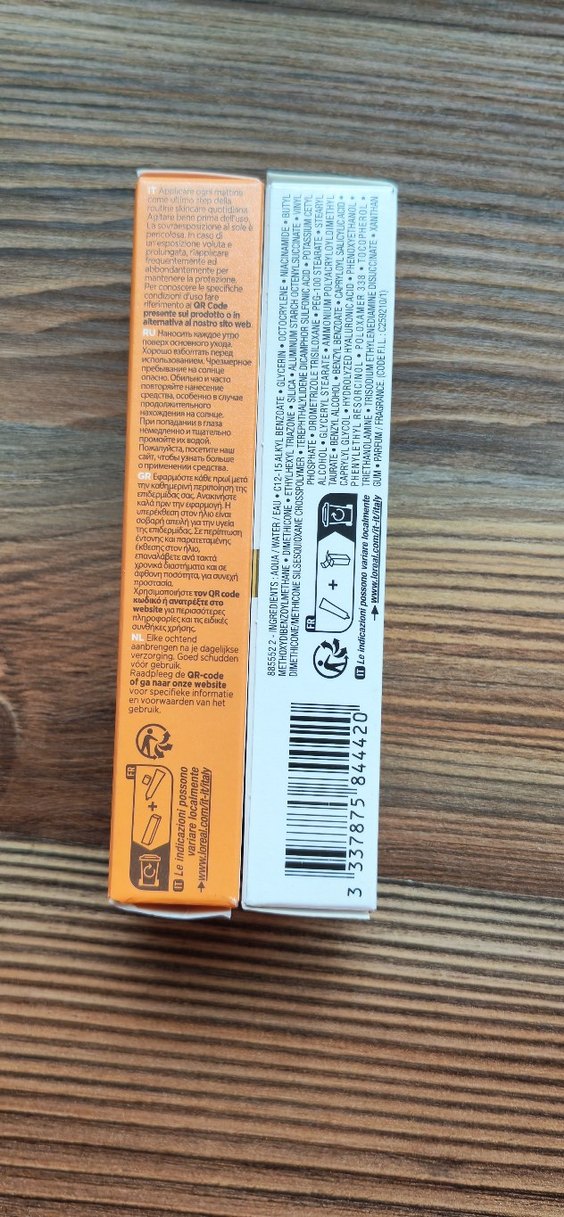 IT Applicare ogni mattina
come ultimo step della
routine skincare quotidiana.
Agitare bene prima dell'uso.
La sovraesposizione al sole è
pericolosa. In caso di
un'esposizione voluta e
prolungata, riapplicare
frequentemente ed
abbondantemente per
mantenere la protezione.
Per conoscere le specifiche
condizioni d'uso fare
riferimento al QR Code
presente sul prodotto o in
alternativa al nostro sito web.
RU Наносить каждое утро
поверх основного ухода.
Хорошо взболтать перед
использованием. Чрезмерное
пребывание на солнце
опасно. Обильно и часто
повторяйте нанесение
средства, особенно в случае
продолжительного
нахождения на солнце.
При попадании в глаза
немедленно и тщательно
промойте их водой.
Пожалуйста, посетите наш
сайт, чтобы узнать больше
о применении средства.
GR Εφαρμόστε κάθε πρωί μετά
την καθημερινή περιποίηση της
επιδερμίδας σας. Ανακινήστε
καλά πριν την εφαρμογή. Η
υπερέκθεση στον ήλιο είναι
σοβαρή απειλή για την υγεία
της επιδερμίδας. Σε περίπτωση
έντονης και παρατεταμένης
έκθεσης στον ήλιο,
επαναλάβετε ανά τακτά
χρονικά διαστήματα και σε
άφθονη ποσότητα, για συνεχή
προστασία.
Χρησιμοποιήστε τον QR code
κωδικό ή ανατρέξτε στο
website για περισσότερες
πληροφορίες και τις ειδικές
συνθήκες χρήσης.
NL Elke ochtend
aanbrengen na je dagelijkse
verzorging. Goed schudden
vóór gebruik.
Raadpleeg de QR-code
of ga naar onze website
voor specifieke informatie
en voorwaarden van het
gebruik.
FR
+
IT Le indicazioni possono
variare localmente
www.loreal.com/it-it/italy
885552 2 - INGREDIENTS : AQUA / WATER / EAU • C12-15 ALKYL BENZOATE • GLYCERIN • OCTOCRYLENE • NIACINAMIDE • BUTYL
METHOXYDIBENZOYLMETHANE • DIMETHICONE • ETHYLHEXYL TRIAZONE • SILICA • ALUMINUM STARCH OCTENYLSUCCINATE • VINYL
DIMETHICONE/METHICONE SILSESQUIOXANE CROSSPOLYMER • TEREPHTHALYLIDENE DICAMPHOR SULFONIC ACID • POTASSIUM CETYL
PHOSPHATE • DROMETRIZOLE TRISILOXANE • PEG-100 STEARATE • STEARYL
ALCOHOL • GLYCERYL STEARATE • AMMONIUM POLYACRYLOYLDIMETHYL
TAURATE • BENZYL ALCOHOL • BENZYL BENZOATE • CAPRYLOYL SALICYLIC ACID •
CAPRYLYL GLYCOL • HYDROLYZED HYALURONIC ACID • PHENOXYETHANOL •
PHENYLETHYL RESORCINOL • POLOXAMER 338 • TOCOPHEROL •
TRIETHANOLAMINE • TRISODIUM ETHYLENEDIAMINE DISUCCINATE • XANTHAN
GUM • PARFUM / FRAGRANCE (CODE F.I.L. : C259210/1)
FR
+
IT Le indicazioni possono variare localmente
www.loreal.com/it-it/italy
3 337875 844420